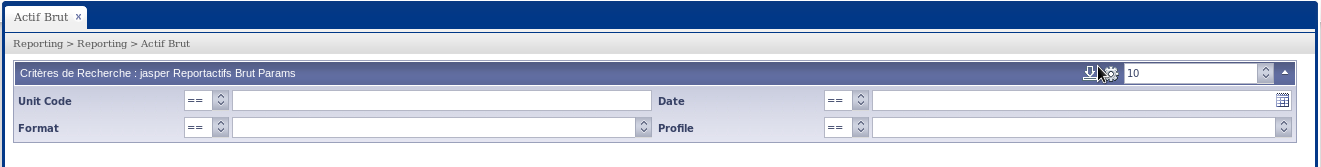 Actif Brut x
Reporting > Reporting > Actif Brut
Critères de Recherche : jasper Reportactifs Brut Params 10
Unit Code == Date ==
Format == Profile ==